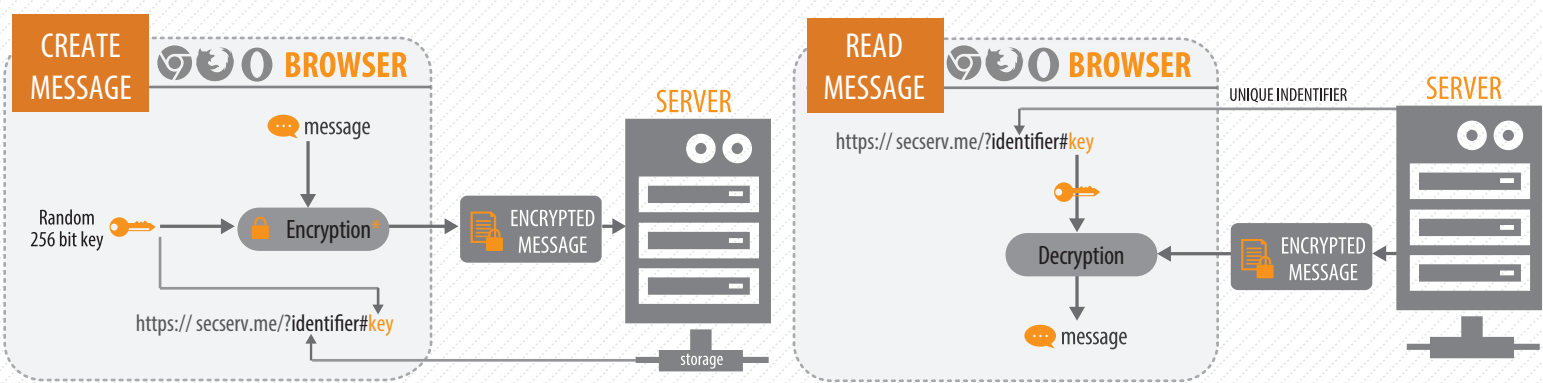 CREATE
MESSAGE
BROWSER
message
Random
256 bit key
Encryption*
ENCRYPTED
MESSAGE
SERVER
https:// secserv.me/?identifier#key
storage
READ
MESSAGE
BROWSER
UNIQUE INDENTIFIER
SERVER
https:// secserv.me/?identifier#key
Decryption
ENCRYPTED
MESSAGE
message